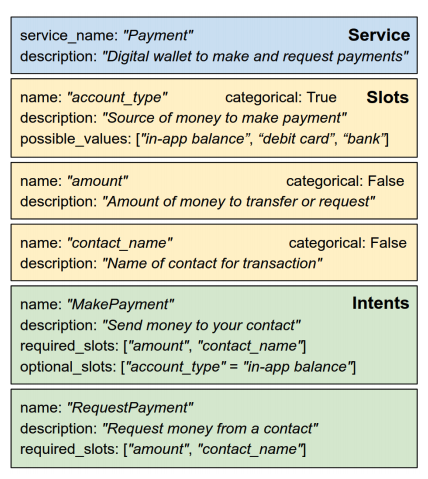 service_name: "Payment" Service
description: "Digital wallet to make and request payments"
name: "account_type" categorical: True Slots
description: "Source of money to make payment"
possible_values: ["in-app balance", “debit card”, “bank”]
name: "amount" categorical: False
description: "Amount of money to transfer or request"
name: "contact_name" categorical: False
description: "Name of contact for transaction"
name: "MakePayment" Intents
description: "Send money to your contact"
required_slots: ["amount", "contact_name"]
optional_slots: ["account_type" = "in-app balance"]
name: "RequestPayment"
description: "Request money from a contact"
required_slots: ["amount", "contact_name"]